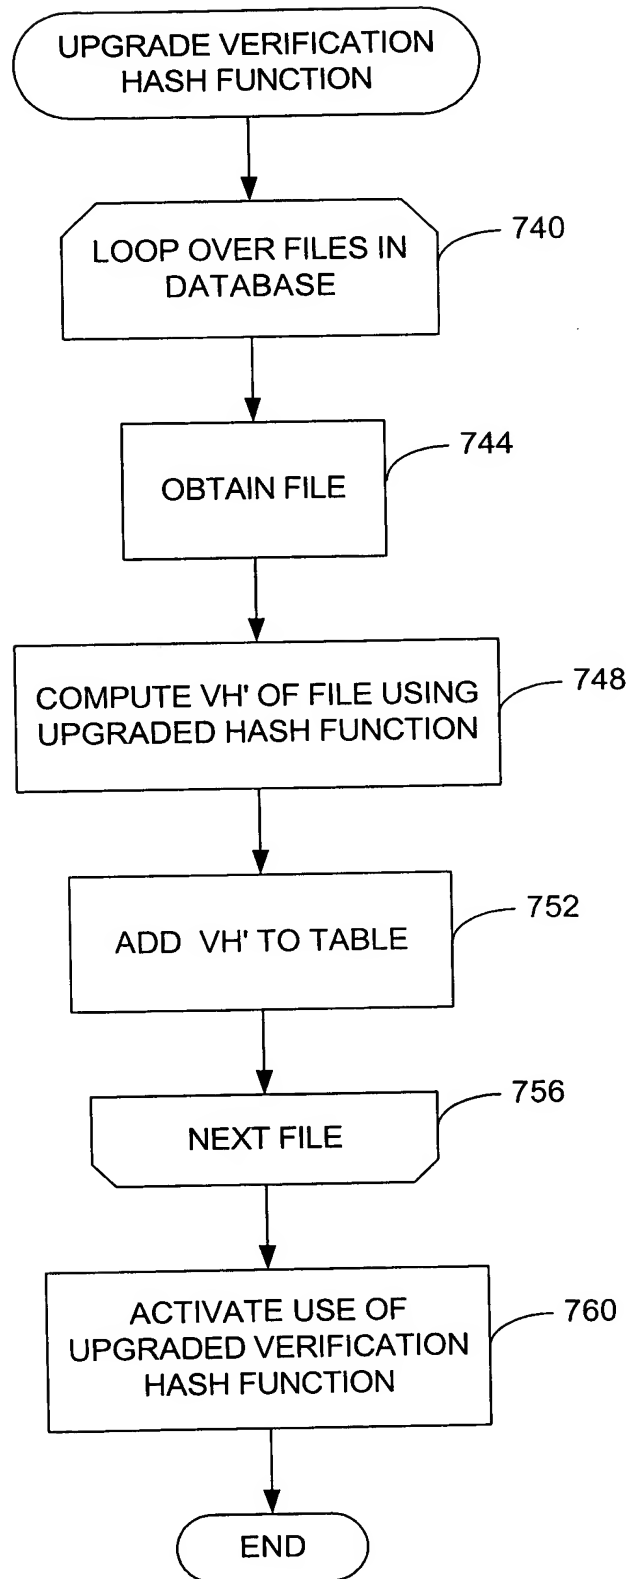 UPGRADE VERIFICATION
HASH FUNCTION
LOOP OVER FILES IN
DATABASE
740
OBTAIN FILE
744
COMPUTE VH' OF FILE USING
UPGRADED HASH FUNCTION
748
ADD VH' TO TABLE
752
NEXT FILE
756
ACTIVATE USE OF
UPGRADED VERIFICATION
HASH FUNCTION
760
END